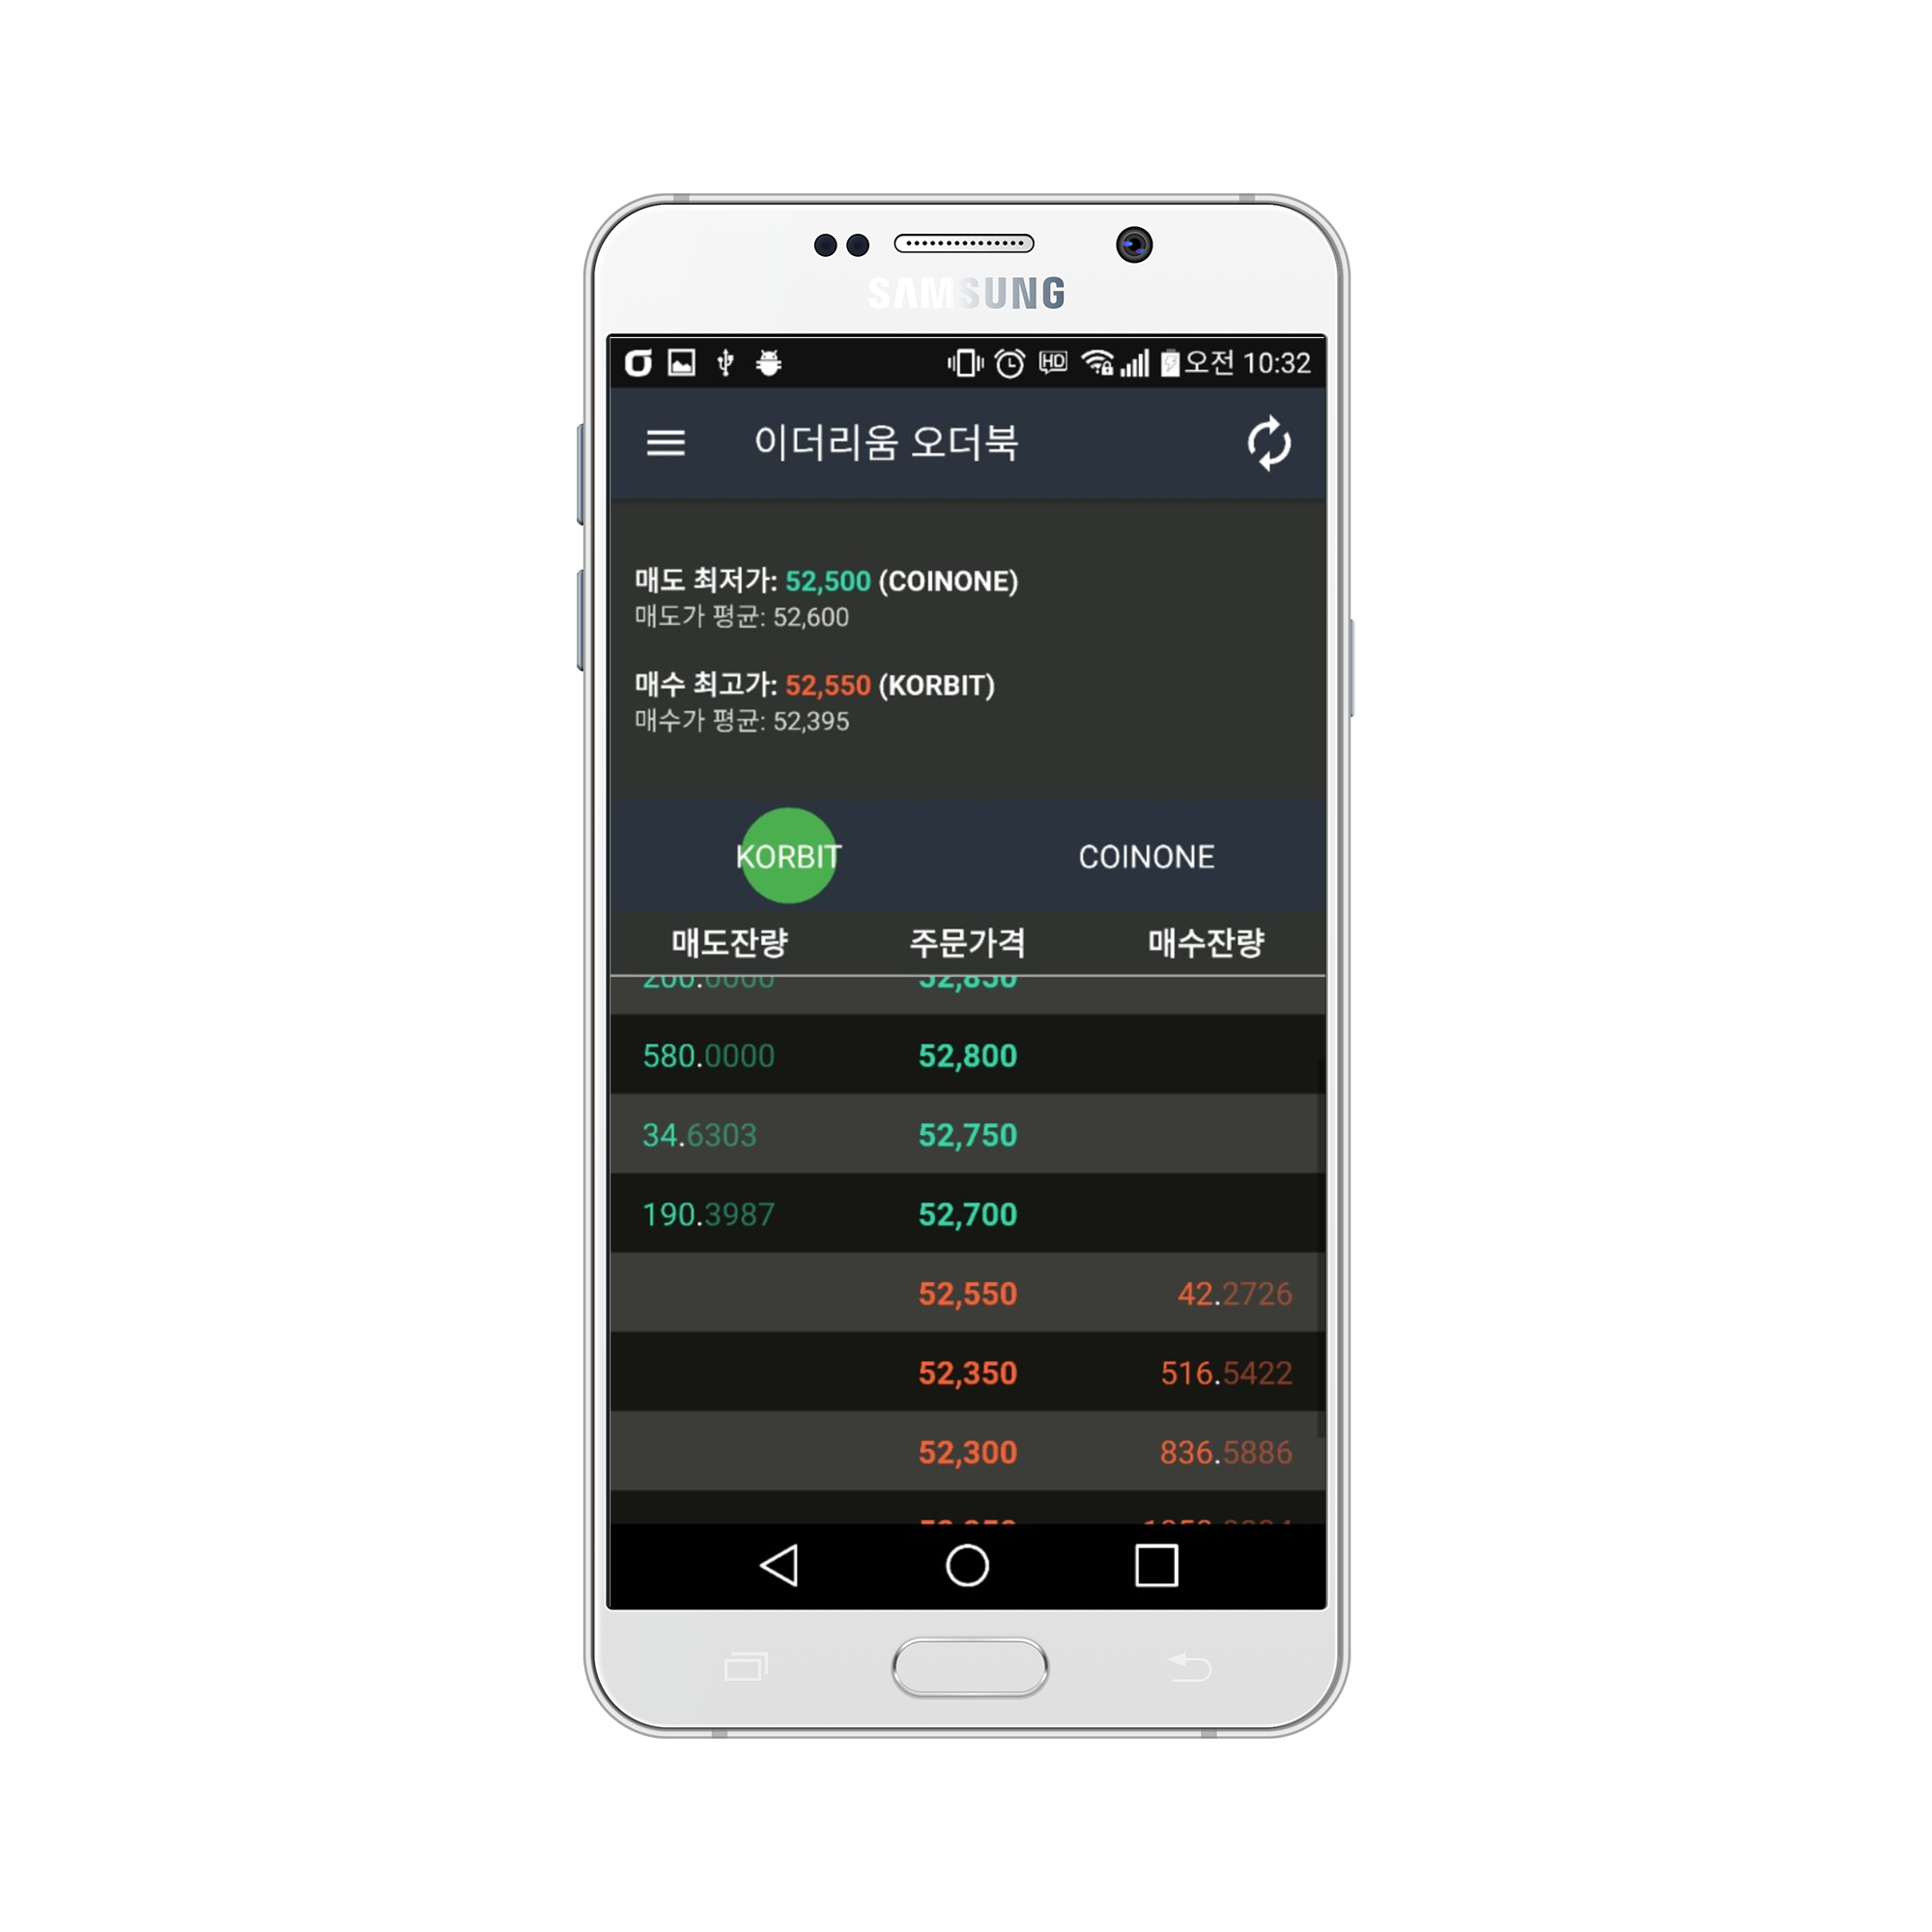 SAMSUNG
HD 오전 10:32
이더리움 오더북
매도 최저가: 52,500 (COINONE)
매도가 평균: 52,600
매수 최고가: 52,550 (KORBIT)
매수가 평균: 52,395
KORBIT COINONE
매도잔량 주문가격 매수잔량
200.0000 52,850
580.0000 52,800
34.6303 52,750
190.3987 52,700
52,550 42.2726
52,350 516.5422
52,300 836.5886